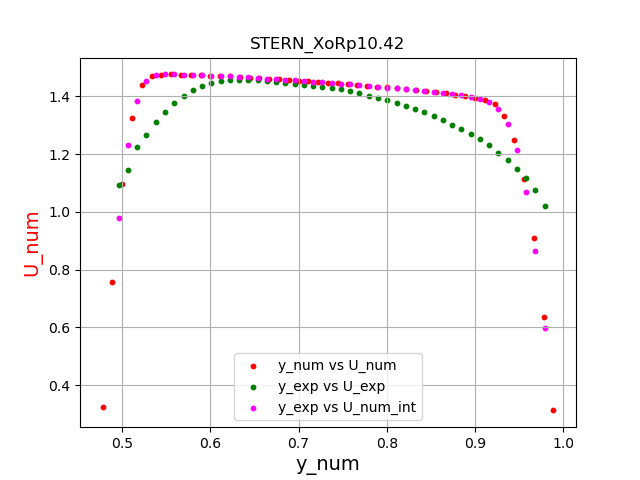 STERN_XoRp10.42
U_num
1.4
1.2
1.0
0.8
0.6
0.4
y_num vs U_num
y_exp vs U_exp
y_exp vs U_num_int
0.5 0.6 0.7 0.8 0.9 1.0
y_num